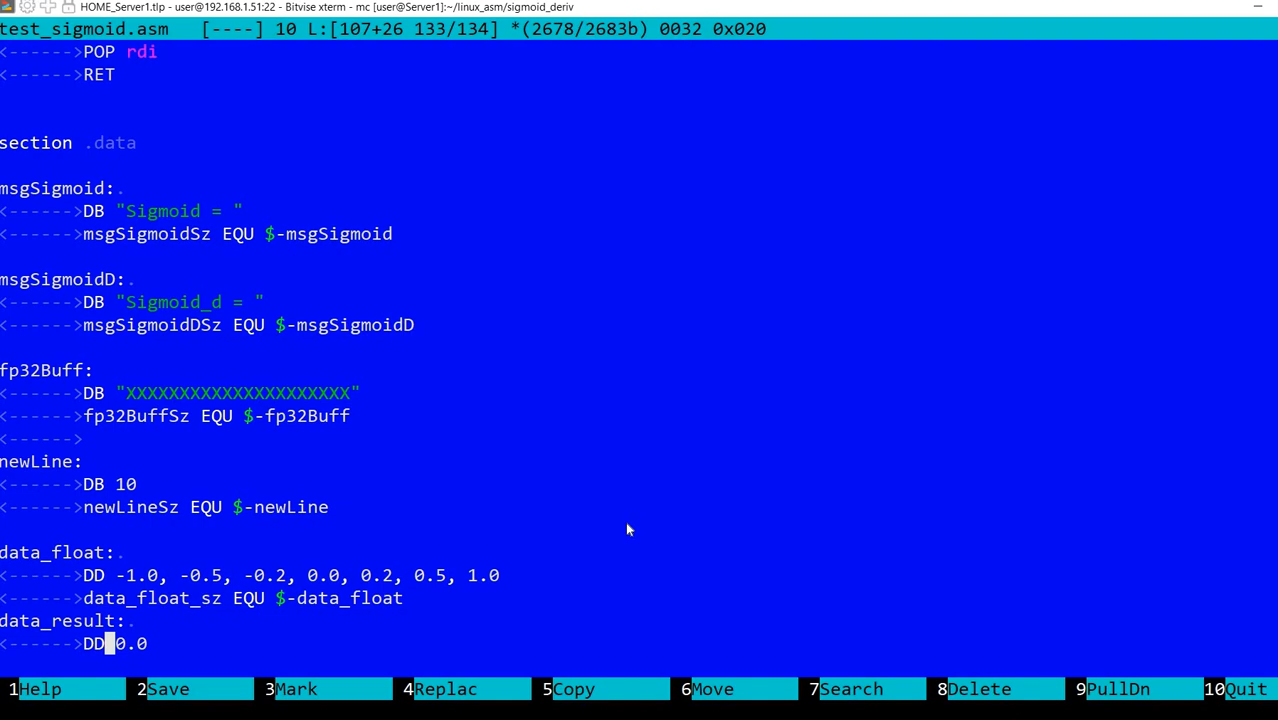 HOME_Server1.tlp - user@192.168.1.51:22 - Bitvise xterm - mc [user@Server1]:~/linux_asm/sigmoid_deriv
test_sigmoid.asm   [----] 10 L:[107+26 133/134] *(2678/2683b) 0032 0x020
<------>POP rdi
<------>RET
section .data
msgSigmoid:.
<------>DB "Sigmoid = "
<------>msgSigmoidSz EQU $-msgSigmoid
msgSigmoidD:.
<------>DB "Sigmoid_d = "
<------>msgSigmoidDSz EQU $-msgSigmoidD
fp32Buff:
<------>DB "XXXXXXXXXXXXXXXXXXXXX"
<------>fp32BuffSz EQU $-fp32Buff
<------>
newLine:
<------>DB 10
<------>newLineSz EQU $-newLine
data_float:.
<------>DD -1.0, -0.5, -0.2, 0.0, 0.2, 0.5, 1.0
<------>data_float_sz EQU $-data_float
data_result:.
<------>DD 0.0
1Help 2Save 3Mark 4Replac 5Copy 6Move 7Search 8Delete 9PullDn 10Quit